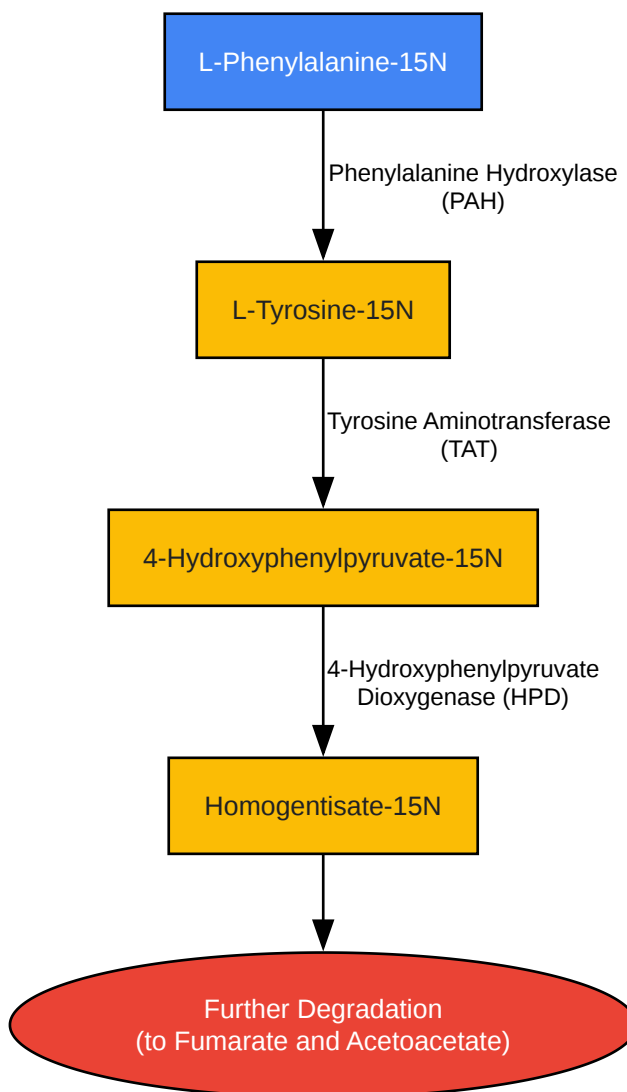 L-Phenylalanine-15N
Phenylalanine Hydroxylase
(PAH)
L-Tyrosine-15N
Tyrosine Aminotransferase
(TAT)
4-Hydroxyphenylpyruvate-15N
4-Hydroxyphenylpyruvate
Dioxygenase (HPD)
Homogentisate-15N
Further Degradation
(to Fumarate and Acetoacetate)